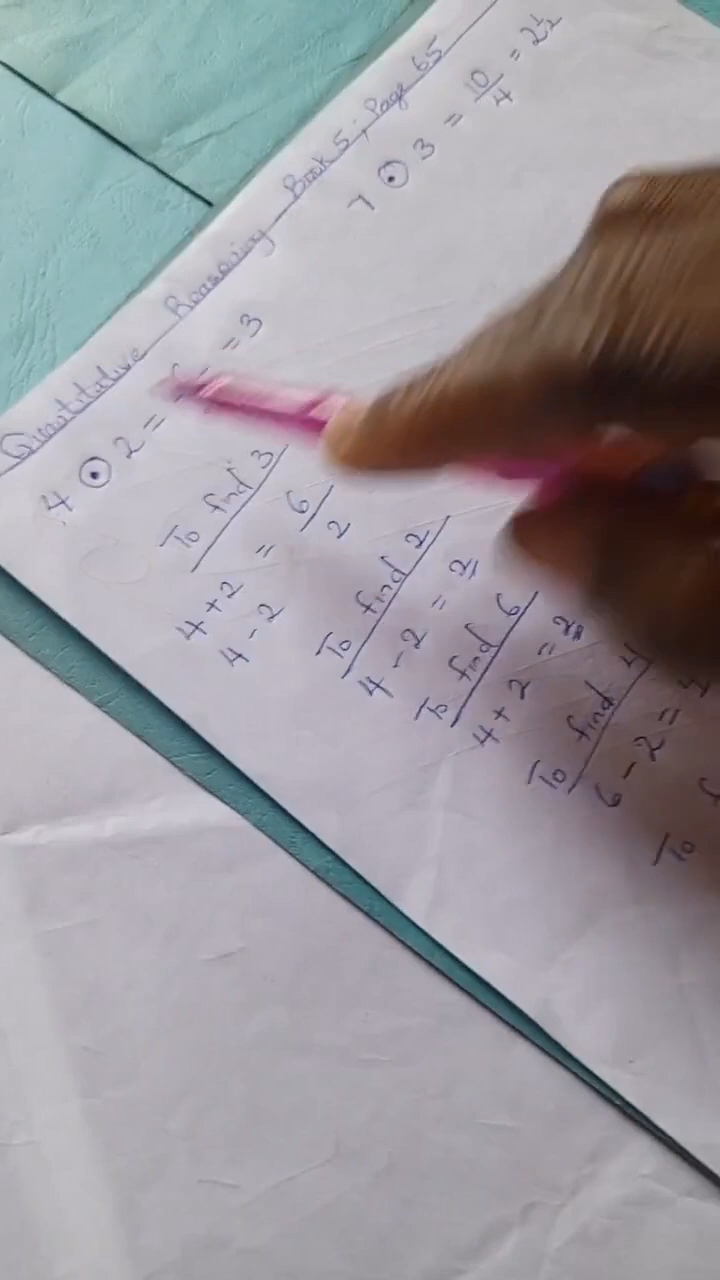 Quantitative Reasoning Book 5, Page 65
4 ⊙ 2 = = 3
7 ⊙ 3 = 10/4 = 2½
To find 3
4 + 2 = 6/2
4 - 2
To find 2
4 - 2 = 2
To find 6
4 + 2 = 2
To find 4
6 - 2 =
To